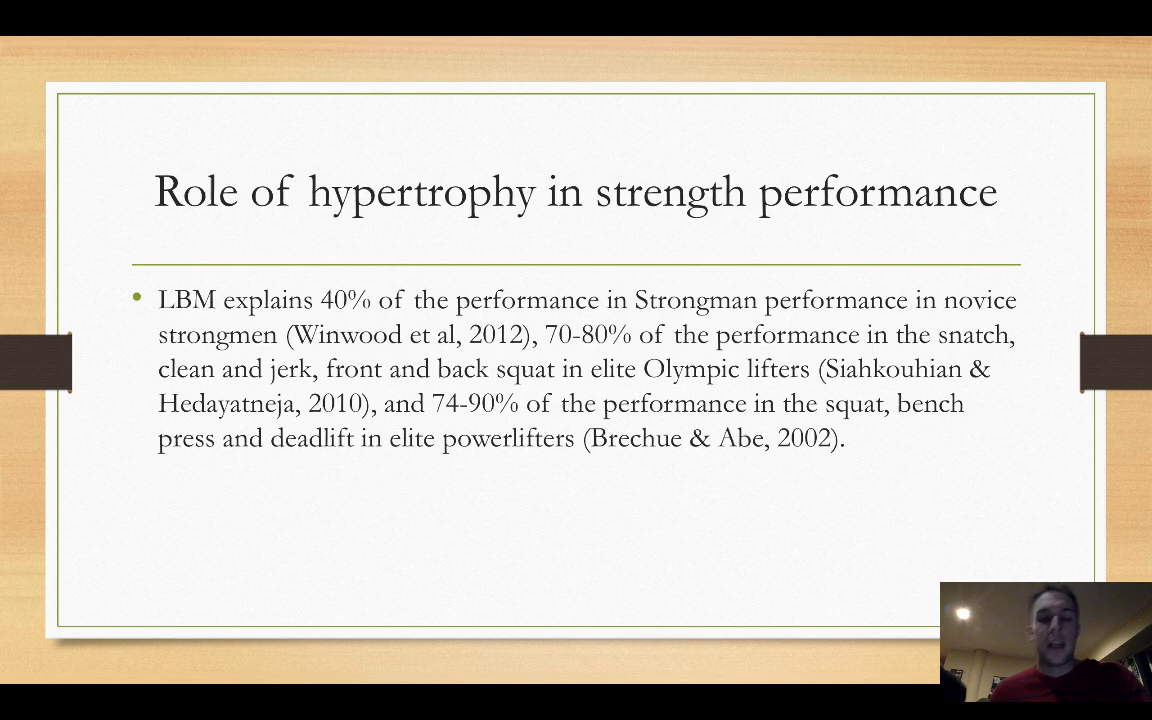 Role of hypertrophy in strength performance
• LBM explains 40% of the performance in Strongman performance in novice
strongmen (Winwood et al, 2012), 70-80% of the performance in the snatch,
clean and jerk, front and back squat in elite Olympic lifters (Siahkouhian &
Hedayatneja, 2010), and 74-90% of the performance in the squat, bench
press and deadlift in elite powerlifters (Brechue & Abe, 2002).